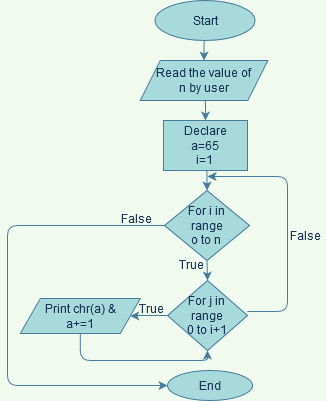 Start
Read the value of
n by user
Declare
a=65
i=1
For i in
range
o to n
False
False
True
For j in
range
0 to i+1
True
Print chr(a) &
a+=1
End